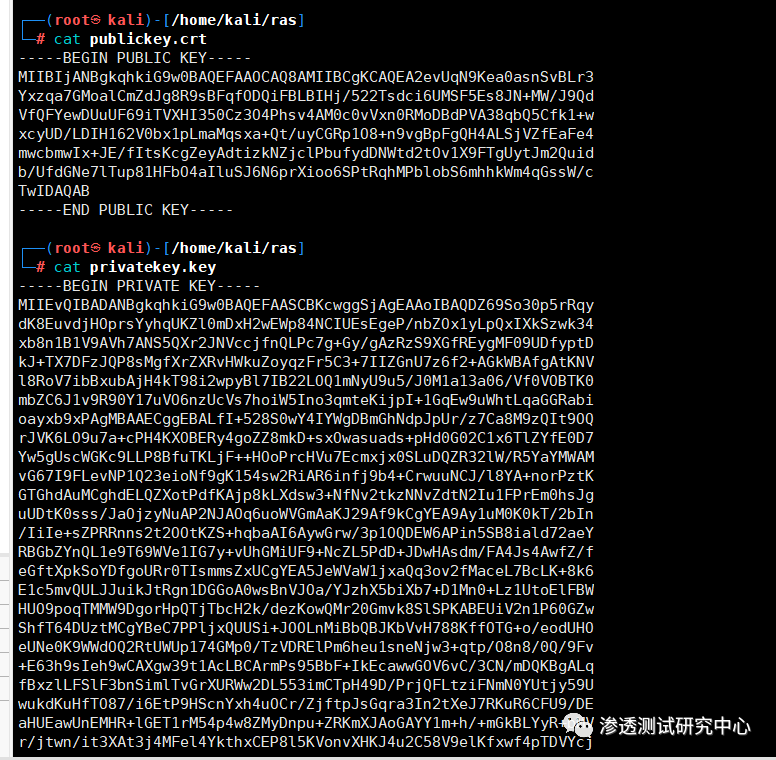 ┌──(root㉿kali)-[/home/kali/ras]
└─# cat publickey.crt
-----BEGIN PUBLIC KEY-----
MIIBIjANBgkqhkiG9w0BAQEFAAOCAQ8AMIIBCgKCAQEA2evUqN9Kea0asnSvBLr3
Yxzqa7GMoalCmZdJg8R9sBFqfODQiFBLBIHj/522Tsdci6UMSF5Es8JN+MW/J9Qd
VfQFYewDUuUF69iTVXHI350Cz3O4Phsv4AM0c0vVxn0RMoDBdPVA38qbQ5Cfk1+w
xcyUD/LDIH162V0bx1pLmaMqsxa+Qt/uyCGRp1O8+n9vgBpFgQH4ALSjVZfEaFe4
mwcbmwIx+JE/fItsKcgZeyAdtizkNZjclPbufydDNWtd2tOv1X9FTgUytJm2Quid
b/UfdGNe7lTup81HFbO4aIluSJ6N6prXioo6SPtRqhMPblobS6mhhkWm4qGssW/c
TwIDAQAB
-----END PUBLIC KEY-----
┌──(root㉿kali)-[/home/kali/ras]
└─# cat privatekey.key
-----BEGIN PRIVATE KEY-----
MIIEvQIBADANBgkqhkiG9w0BAQEFAASCBKcwggSjAgEAAoIBAQDZ69So30p5rRqy
dK8EuvdjHOprsYyhqUKZl0mDxH2wEWp84NCIUEsEgeP/nbZOx1yLpQxIXkSzwk34
xb8n1B1V9AVh7ANS5QXr2JNVccjfnQLPc7g+Gy/gAzRzS9XGfREygMF09UDfyptD
kJ+TX7DFzJQP8sMgfXrZXRvHWkuZoyqzFr5C3+7IIZGnU7z6f2+AGkWBAfgAtKNV
l8RoV7ibBxubAjH4kT98i2wpyBl7IB22LOQ1mNyU9u5/J0M1a13a06/Vf0VOBTK0
mbZC6J1v9R90Y17uVO6nzUcVs7hoiW5Ino3qmteKijpI+1GqEw9uWhtLqaGGRabi
oayxb9xPAgMBAAECggEBALfI+528S0wY4IYWgDBmGhNdpJpUr/z7Ca8M9zQIt9OQ
rJVK6LO9u7a+cPH4KXOBERy4goZZ8mkD+sxOwasuads+pHd0G02C1x6TlZYfE0D7
Yw5gUscWGKc9LLP8BfuTKLjF++HOoPrcHVu7Ecmxjx0SLuDQZR32lW/R5YaYMWAM
vG67I9FLevNP1Q23eioNf9gK154sw2RiAR6infj9b4+CrwuuNCJ/l8YA+norPztK
GTGhdAuMCghdELQZXotPdfKAjp8kLXdsw3+NfNv2tkzNNvZdtN2Iu1FPrEm0hsJg
uUDtK0sss/JaOjzyNuAP2NJAOq6uoWVGmAaKJ29Af9kCgYEA9Ay1uM0K0kT/2bIn
/IiIe+sZPRRnns2t2OOtKZS+hqbaAI6AywGrw/3p1OQDEW6APin5SB8iald72aeY
RBGbZYnQL1e9T69WVe1IG7y+vUhGMiUF9+NcZL5PdD+JDwHAsdm/FA4Js4AwfZ/f
eGftXpkSoYDfgoURr0TIsmmsZxUCgYEA5JeWVaW1jxaQq3ov2fMaceL7BcLK+8k6
E1c5mvQULJJuikJtRgn1DGGoA0wsBnVJOa/YJzhX5biXb7+D1Mn0+Lz1UtoElFBW
HUO9poqTMMW9DgorHpQTjTbcH2k/dezKowQMr20Gmvk8SlSPKABEUiV2n1P60GZw
ShfT64DUztMCgYBeC7PPljxQUUSi+JOOLnMiBbQBJKbVvH788KffOTG+o/eodUHO
eUNe0K9WWdOQ2RtUWUp174GMp0/TzVDRElPm6heu1sneNjw3+qtp/O8n8/0Q/9Fv
+E63h9sIeh9wCAXgw39t1AcLBCArmPs95BbF+IkEcawwGOV6vC/3CN/mDQKBgALq
fBxzlLFSlF3bnSimlTvGrXURWw2DL553imCTpH49D/PrjQFLtziFNmN0YUtjy59U
wukdKuHfTO87/i6EtP9HScnYxh4uOCr/ZjftpJsGqra3In2tXeJ7RKuR6CFU9/DE
aHUEawUnEMHR+lGET1rM54p4w8ZMyDnpu+ZRKmXJAoGAYY1m+h/+mGkBLYyR
r/jtwn/it3XAt3j4MFel4YkthxCEP8l5KVonvXHKJ4u2C58V9elKfxwf4pTDVYcj
渗透测试研究中心